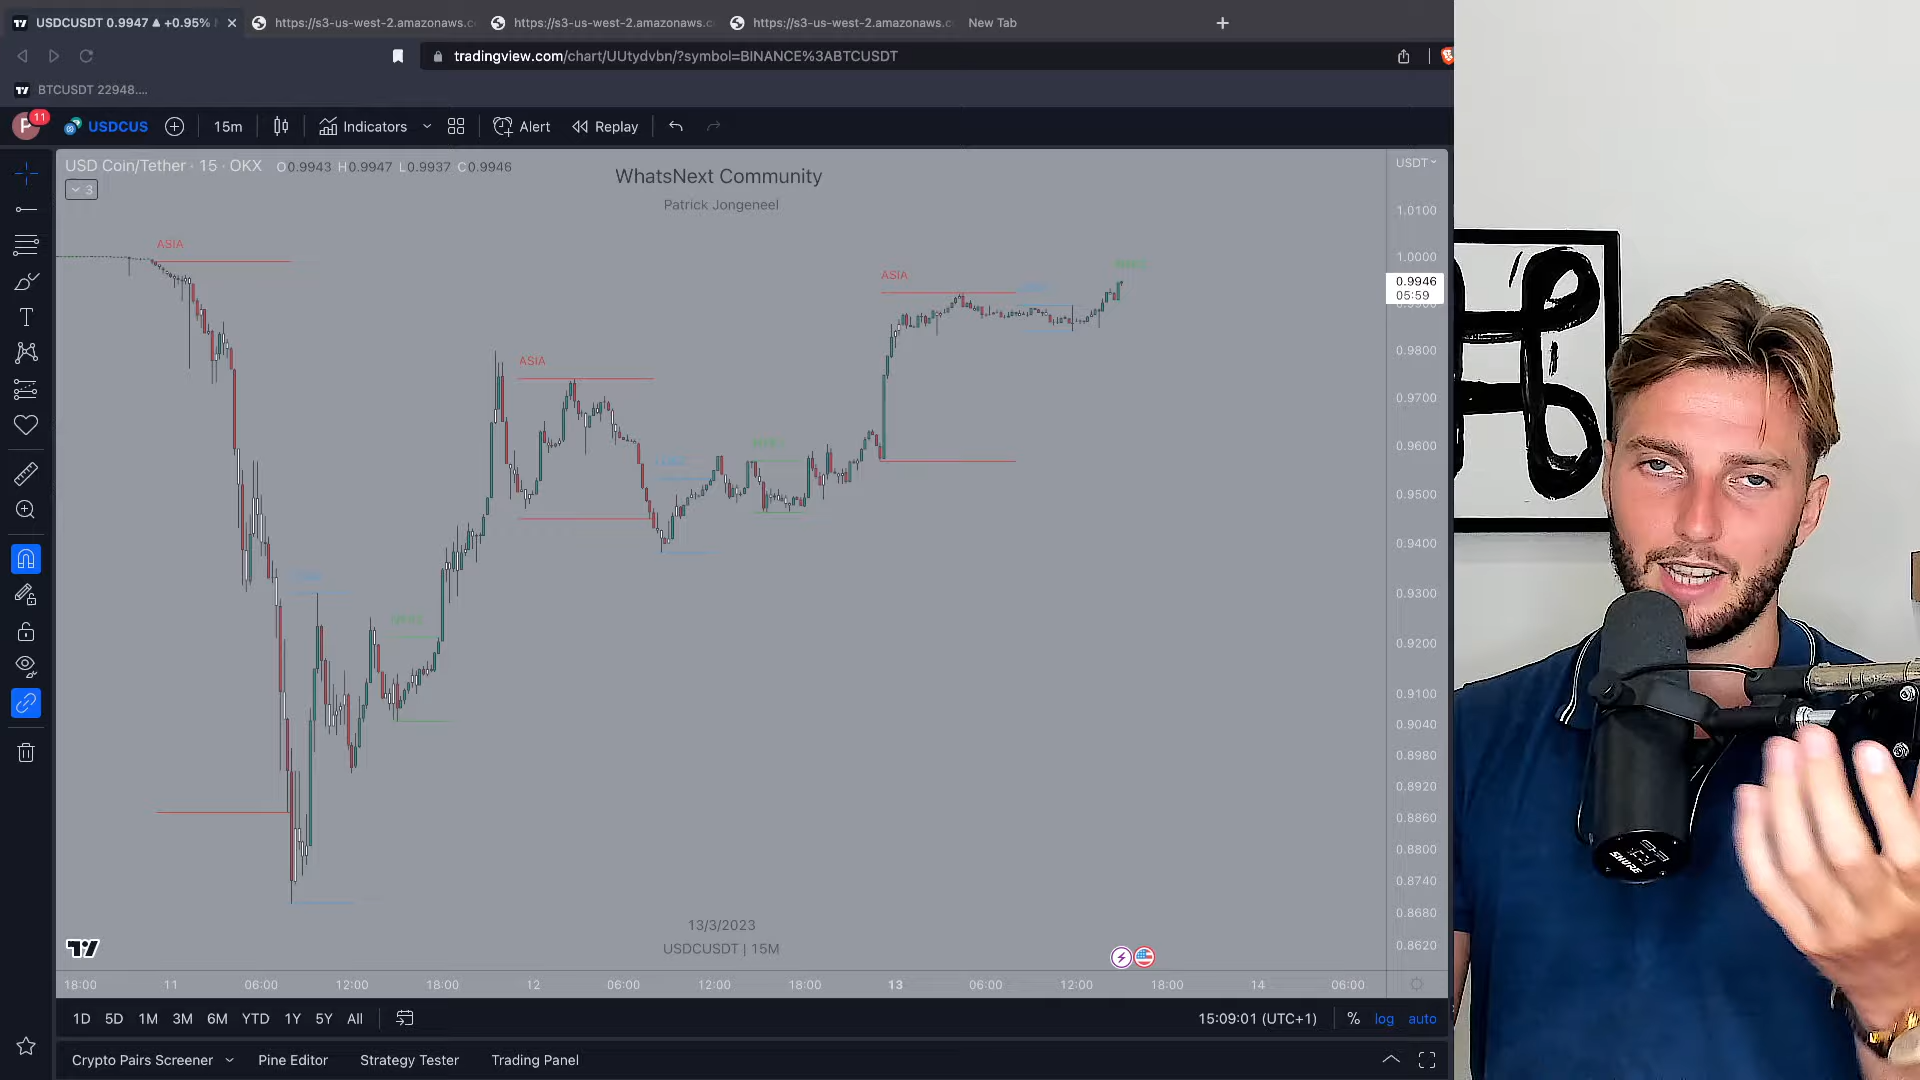 USDCUSDT 0.9947 ▲ +0.95%
https://s3-us-west-2.amazonaws.c
https://s3-us-west-2.amazonaws.c
https://s3-us-west-2.amazonaws.c
New Tab
tradingview.com/chart/UUtydvbn/?symbol=BINANCE%3ABTCUSDT
BTCUSDT 22948....
P
11
USDCUS
15m
Indicators
Alert
Replay
USD Coin/Tether · 15 · OKX
O0.9943 H0.9947 L0.9937 C0.9946
3
WhatsNext Community
Patrick Jongeneel
USDT
1.0100
1.0000
0.9946
05:59
0.9800
0.9700
0.9600
0.9500
0.9400
0.9300
0.9200
0.9100
0.9040
0.8980
0.8920
0.8860
0.8800
0.8740
0.8680
0.8620
ASIA
ASIA
ASIA
13/3/2023
USDCUSDT | 15M
18:00
11
06:00
12:00
18:00
12
06:00
12:00
18:00
13
06:00
12:00
18:00
14
06:00
1D 5D 1M 3M 6M YTD 1Y 5Y All
15:09:01 (UTC+1)
%
log
auto
Crypto Pairs Screener
Pine Editor
Strategy Tester
Trading Panel
SHURE